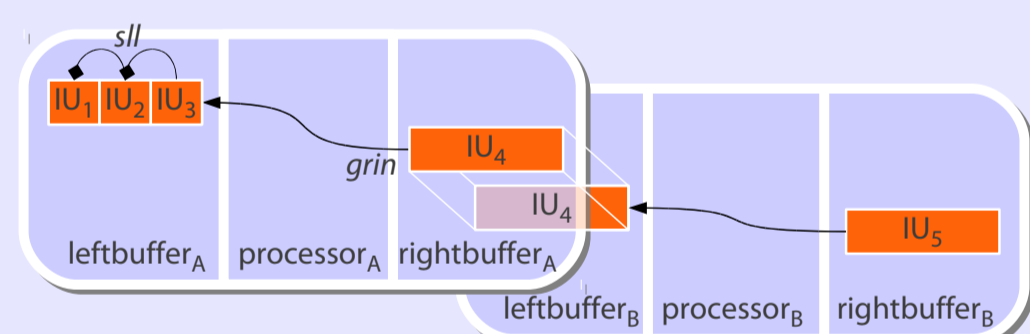 sll
IU1 IU2 IU3
grin
IU4
IU4
IU5
leftbufferA processorA rightbufferA
leftbufferB processorB rightbufferB